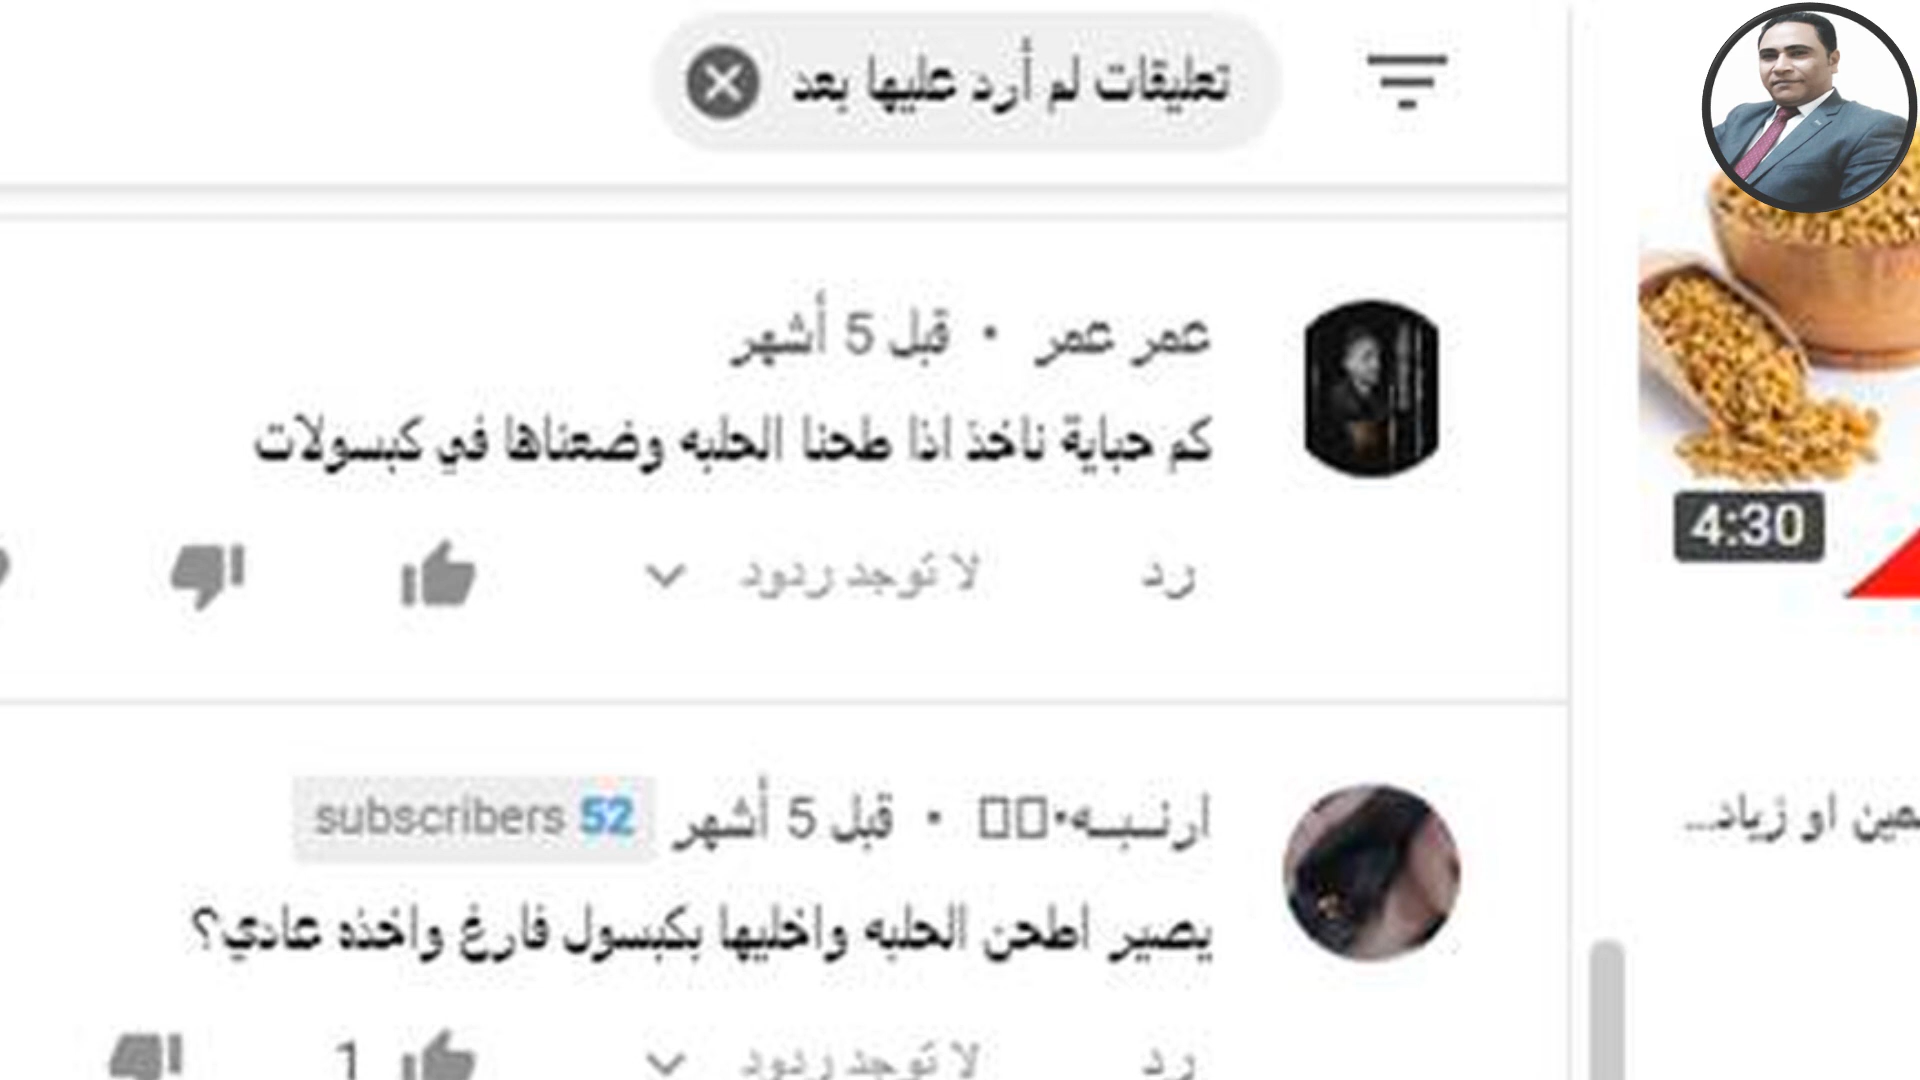 تعليقات لم أرد عليها بعد
عمر عمر • قبل 5 أشهر
كم حباية ناخذ اذا طحنا الحلبه وضعناها في كبسولات
رد
لا توجد ردود
4:30
ارنـبـه • قبل 5 أشهر
52 subscribers
يصير اطحن الحلبه واخليها بكبسول فارغ واخذه عادي؟
رد
لا توجد ردود
1
او زياد...